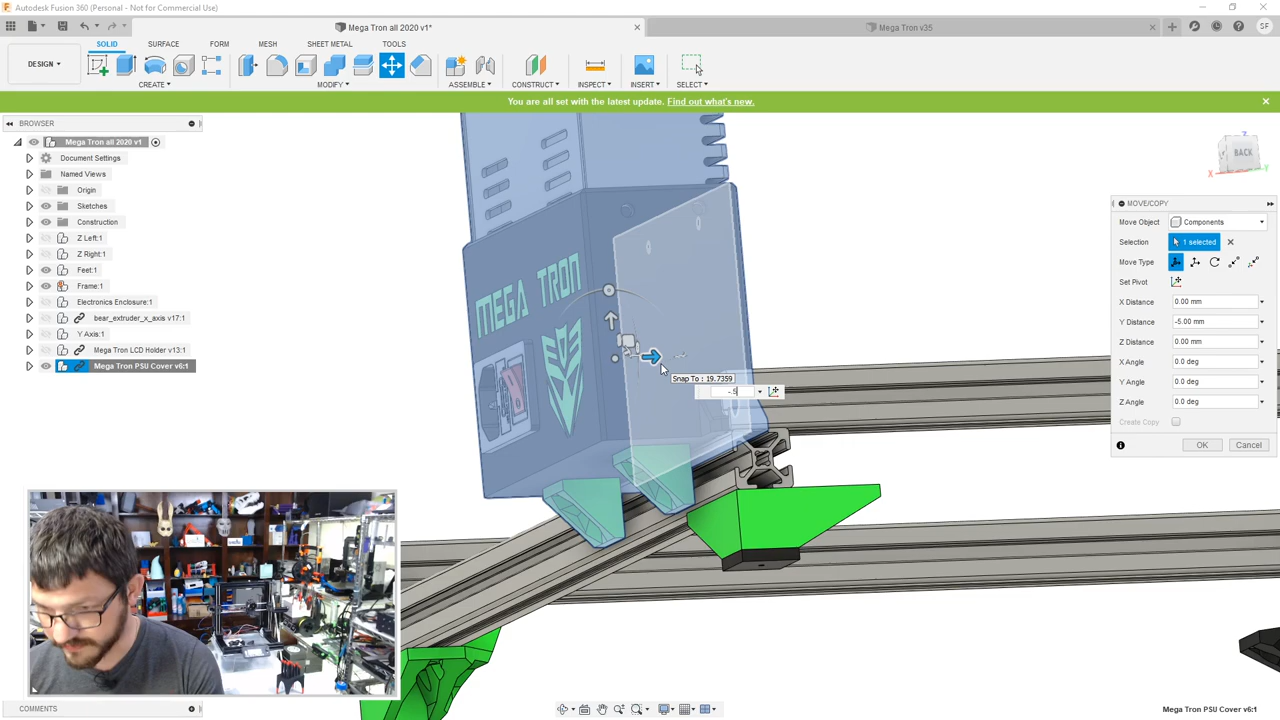 Autodesk Fusion 360 (Personal - Not for Commercial Use)
Mega Tron all 2020 v1*
Mega Tron v35
SF
DESIGN
SOLID
SURFACE
FORM
MESH
SHEET METAL
TOOLS
CREATE
MODIFY
ASSEMBLE
CONSTRUCT
INSPECT
INSERT
SELECT
You are all set with the latest update. Find out what's new.
BROWSER
Mega Tron all 2020 v1
Document Settings
Named Views
Origin
Sketches
Construction
Z Left:1
Z Right:1
Feet:1
Frame:1
Electronics Enclosure:1
bear_extruder_x_axis v17:1
Y Axis:1
Mega Tron LCD Holder v13:1
Mega Tron PSU Cover v6:1
MEGA TRON
Snap To : 19.7359
-.5
Z
BACK
X
Y
MOVE/COPY
Move Object
Components
Selection
1 selected
Move Type
Set Pivot
X Distance
0.00 mm
Y Distance
-5.00 mm
Z Distance
0.00 mm
X Angle
0.0 deg
Y Angle
0.0 deg
Z Angle
0.0 deg
Create Copy
OK
Cancel
COMMENTS
Mega Tron PSU Cover v6:1